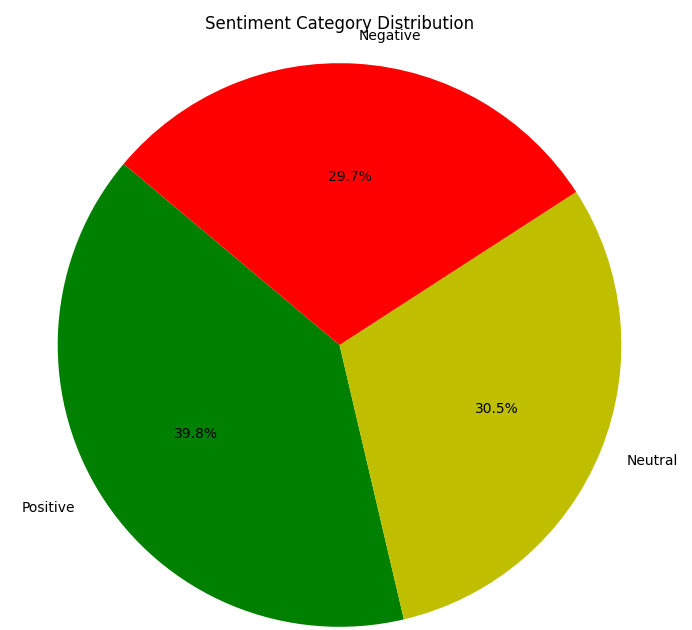 Sentiment Category Distribution
Negative
29.7%
30.5%
39.8%
Neutral
Positive